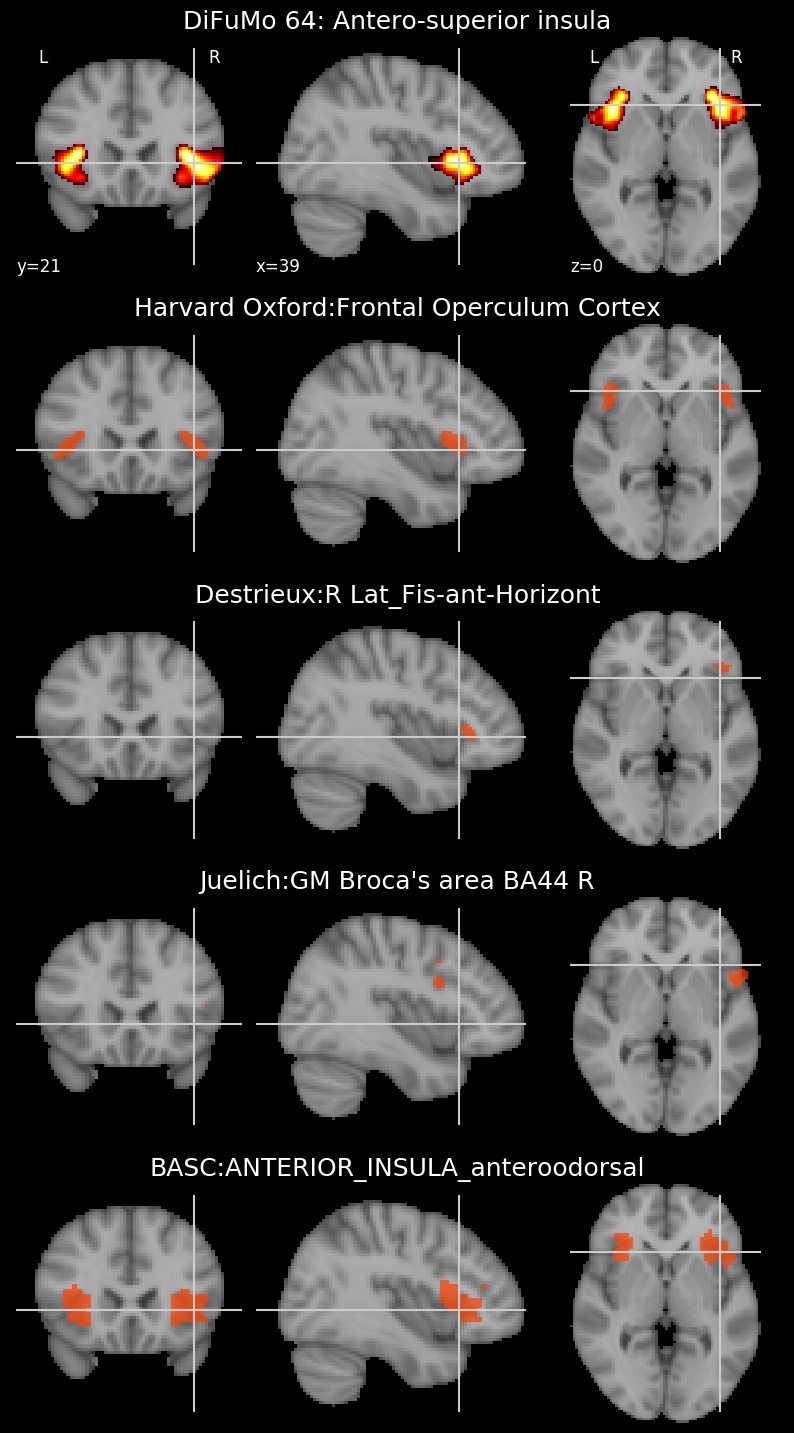 DiFuMo 64: Antero-superior insula
L R L R
y=21 x=39 z=0
Harvard Oxford:Frontal Operculum Cortex
Destrieux:R Lat_Fis-ant-Horizont
Juelich:GM Broca's area BA44 R
BASC:ANTERIOR_INSULA_anteroodorsal